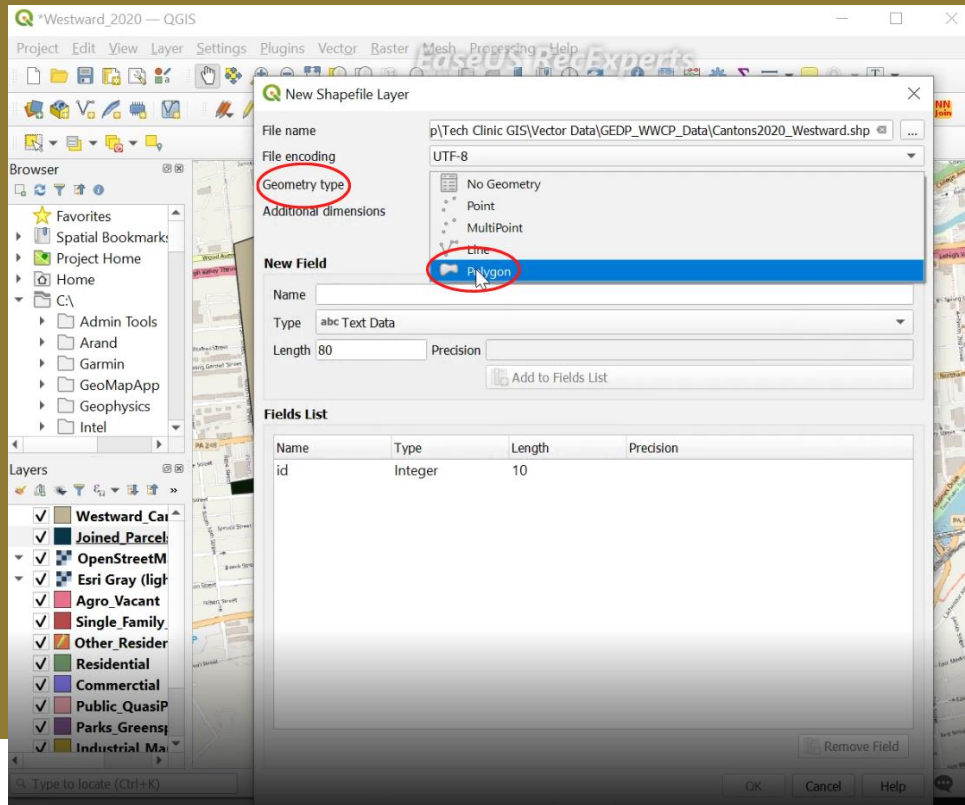 *Westward_2020 — QGIS
Project Edit View Layer Settings Plugins Vector Raster Mesh Processing Help
EaseUS RecExperts
New Shapefile Layer
NN
Join
File name p\Tech Clinic GIS\Vector Data\GEDP_WWCP_Data\Cantons2020_Westward.shp ...
File encoding UTF-8
Geometry type
No Geometry
Additional dimensions
Point
MultiPoint
Line
Polygon
New Field
Name
Type abc Text Data
Length 80 Precision
Add to Fields List
Fields List
Name Type Length Precision
id Integer 10
Remove Field
OK Cancel Help
Browser
Favorites
Spatial Bookmarks
Project Home
Home
C:\
Admin Tools
Arand
Garmin
GeoMapApp
Geophysics
Intel
PA 248
Layers
Westward_Ca
Joined_Parcel
OpenStreetM
Esri Gray (ligh
Agro_Vacant
Single_Family_
Other_Resider
Residential
Commerctial
Public_QuasiP
Parks_Greensp
Industrial_Ma
Type to locate (Ctrl+K)